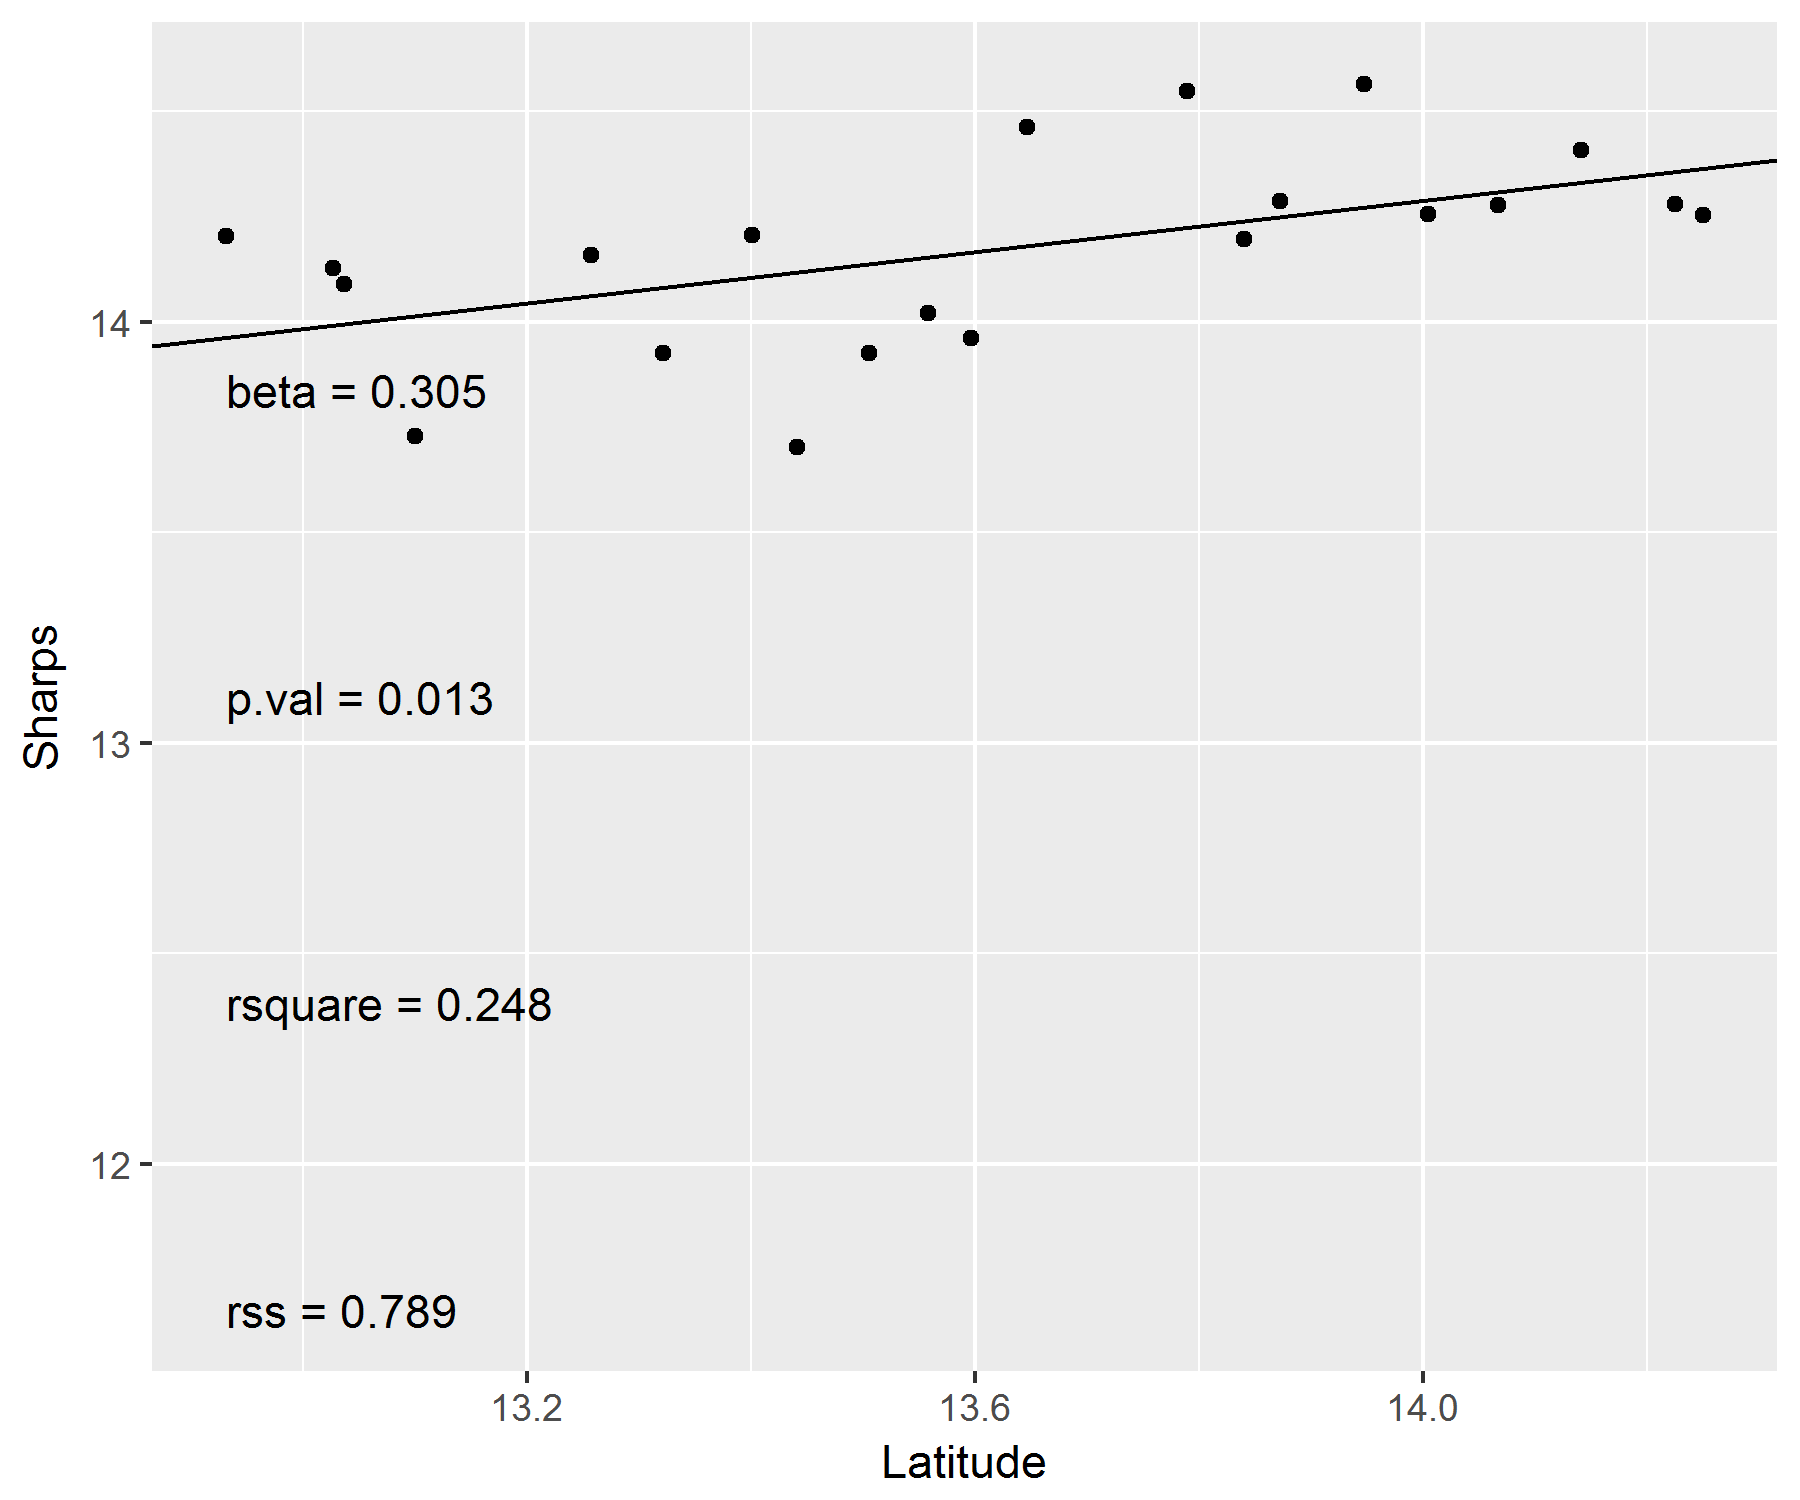 14
beta = 0.305
Sharps
p.val = 0.013
13
rsquare = 0.248
12
rss = 0.789
13.2 13.6 14.0
Latitude